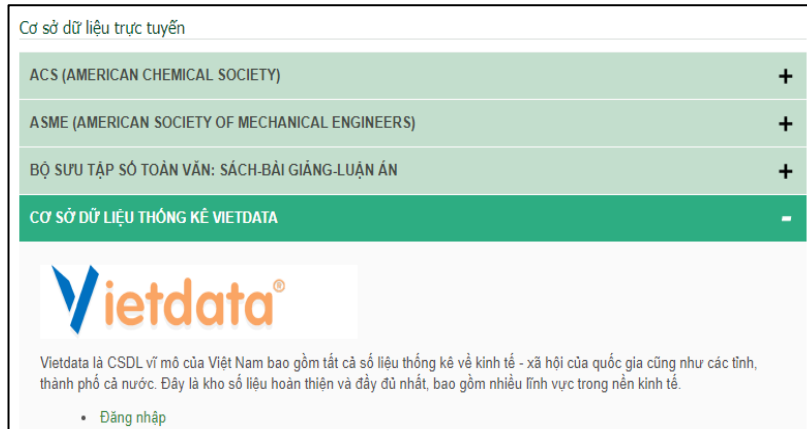 Cơ sở dữ liệu trực tuyến
ACS (AMERICAN CHEMICAL SOCIETY)
ASME (AMERICAN SOCIETY OF MECHANICAL ENGINEERS)
BỘ SƯU TẬP SỐ TOÀN VĂN: SÁCH-BÀI GIẢNG-LUẬN ÁN
CƠ SỞ DỮ LIỆU THỐNG KÊ VIETDATA
Vietdata®
Vietdata là CSDL vĩ mô của Việt Nam bao gồm tất cả số liệu thống kê về kinh tế - xã hội của quốc gia cũng như các tỉnh,
thành phố cả nước. Đây là kho số liệu hoàn thiện và đầy đủ nhất, bao gồm nhiều lĩnh vực trong nền kinh tế.
• Đăng nhập